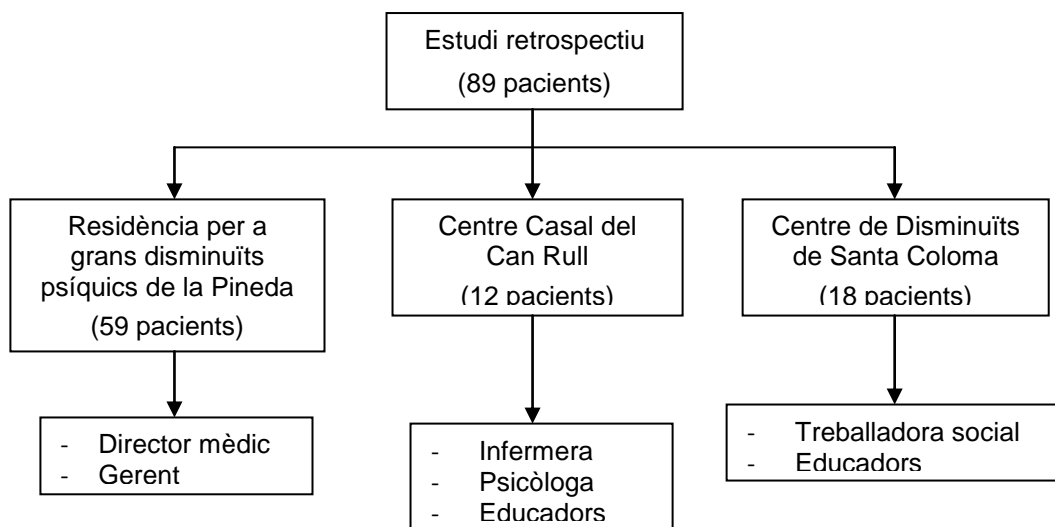 Estudi retrospectiu
(89 pacients)
Residència per a
grans disminuïts
psíquics de la Pineda
(59 pacients)
Centre Casal del
Can Rull
(12 pacients)
Centre de Disminuïts
de Santa Coloma
(18 pacients)
- Director mèdic
- Gerent
- Infermera
- Psicòloga
- Educadors
- Treballadora social
- Educadors